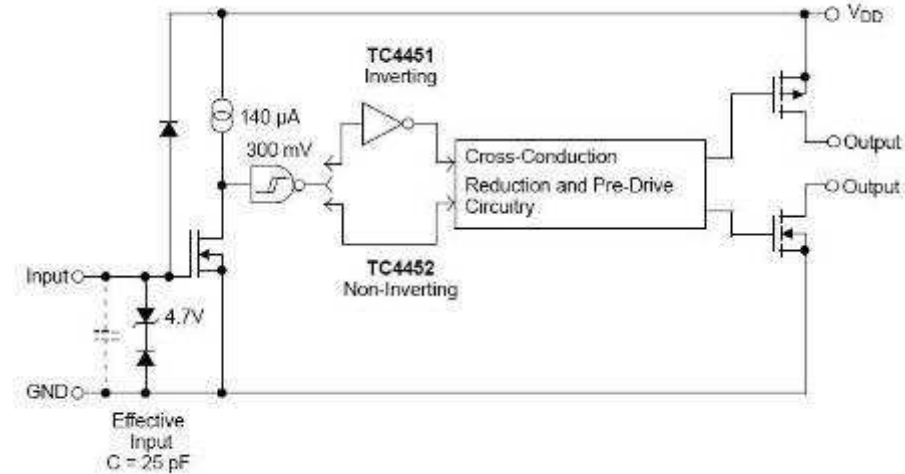 VDD
TC4451
Inverting
140 µA
300 mV
Cross-Conduction
Reduction and Pre-Drive
Circuitry
Output
Output
TC4452
Non-Inverting
Input
4.7V
GND
Effective
Input
C = 25 pF